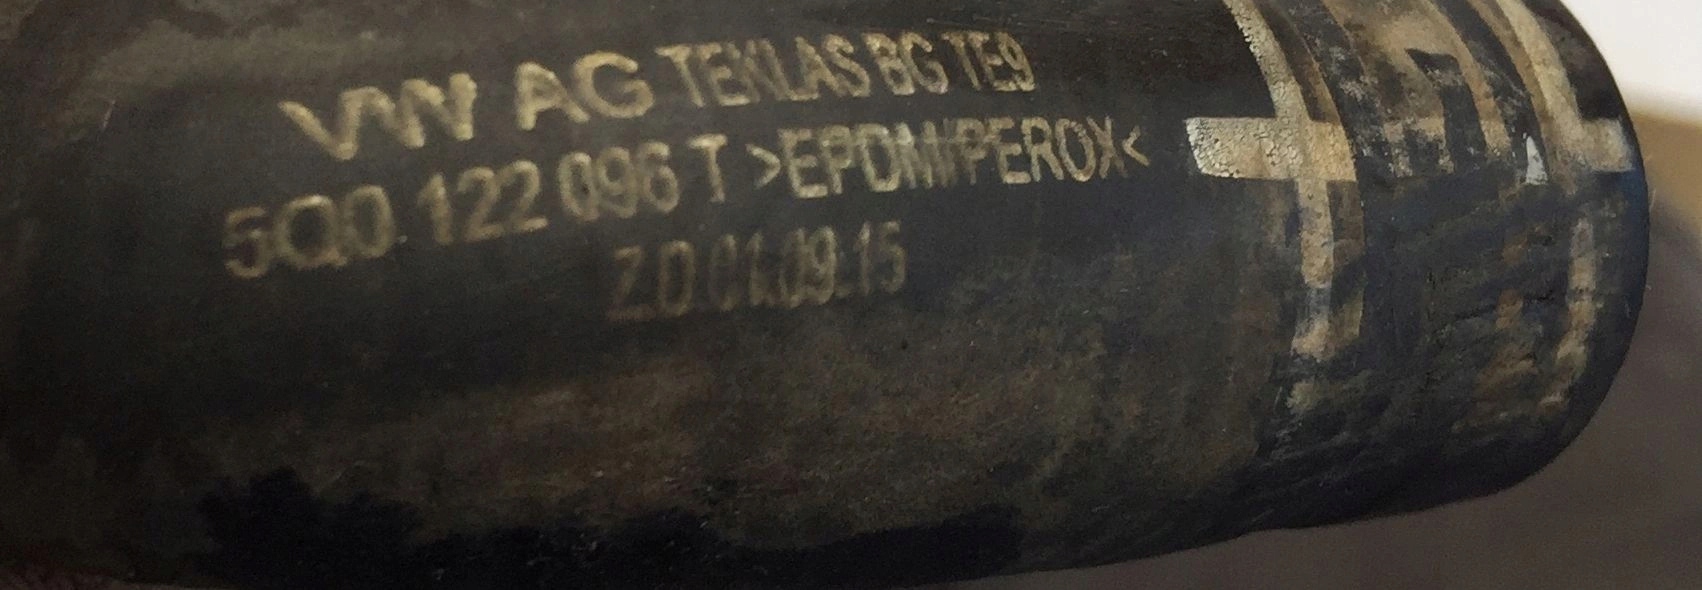 VW AG TEKLAS BG TE9
5Q0 122 096 T >EPDM/PEROX<
Z.D 01.09.15